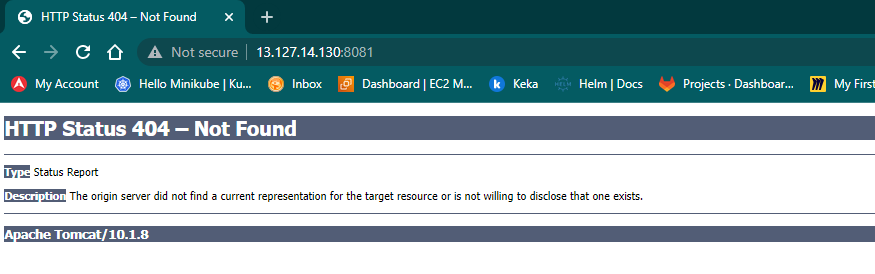 HTTP Status 404 – Not Found
Not secure 13.127.14.130:8081
My Account Hello Minikube | Ku... Inbox Dashboard | EC2 M... Keka HELM Helm | Docs Projects · Dashboar... My First
HTTP Status 404 – Not Found
Type Status Report
Description The origin server did not find a current representation for the target resource or is not willing to disclose that one exists.
Apache Tomcat/10.1.8